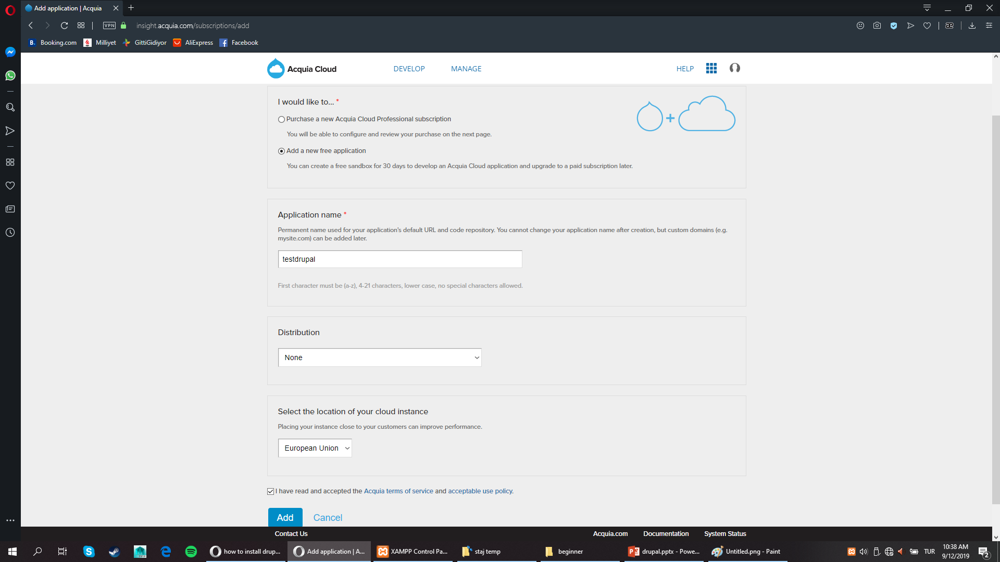 Add application | Acquia
VPN
insight.acquia.com/subscriptions/add
B. Booking.com
Milliyet
GittiGidiyor
AliExpress
Facebook
Acquia Cloud
DEVELOP
MANAGE
HELP
I would like to... *
Purchase a new Acquia Cloud Professional subscription
You will be able to configure and review your purchase on the next page.
Add a new free application
You can create a free sandbox for 30 days to develop an Acquia Cloud application and upgrade to a paid subscription later.
Application name *
Permanent name used for your application's default URL and code repository. You cannot change your application name after creation, but custom domains (e.g.
mysite.com) can be added later.
testdrupal
First character must be (a-z), 4-21 characters, lower case, no special characters allowed.
Distribution
None
Select the location of your cloud instance
Placing your instance close to your customers can improve performance.
European Union
I have read and accepted the Acquia terms of service and acceptable use policy.
Add
Cancel
Contact Us
Acquia.com
Documentation
System Status
how to install drup...
Add application | A...
XAMPP Control Pa...
staj temp
beginner
drupal.pptx - Powe...
Untitled.png - Paint
TUR
10:38 AM
9/12/2019
2